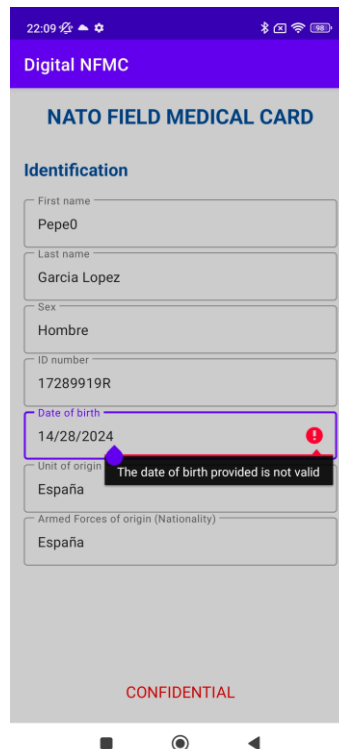 22:09
98
Digital NFMC
NATO FIELD MEDICAL CARD
Identification
First name
Pepe0
Last name
Garcia Lopez
Sex
Hombre
ID number
17289919R
Date of birth
14/28/2024
The date of birth provided is not valid
Unit of origin
España
Armed Forces of origin (Nationality)
España
CONFIDENTIAL